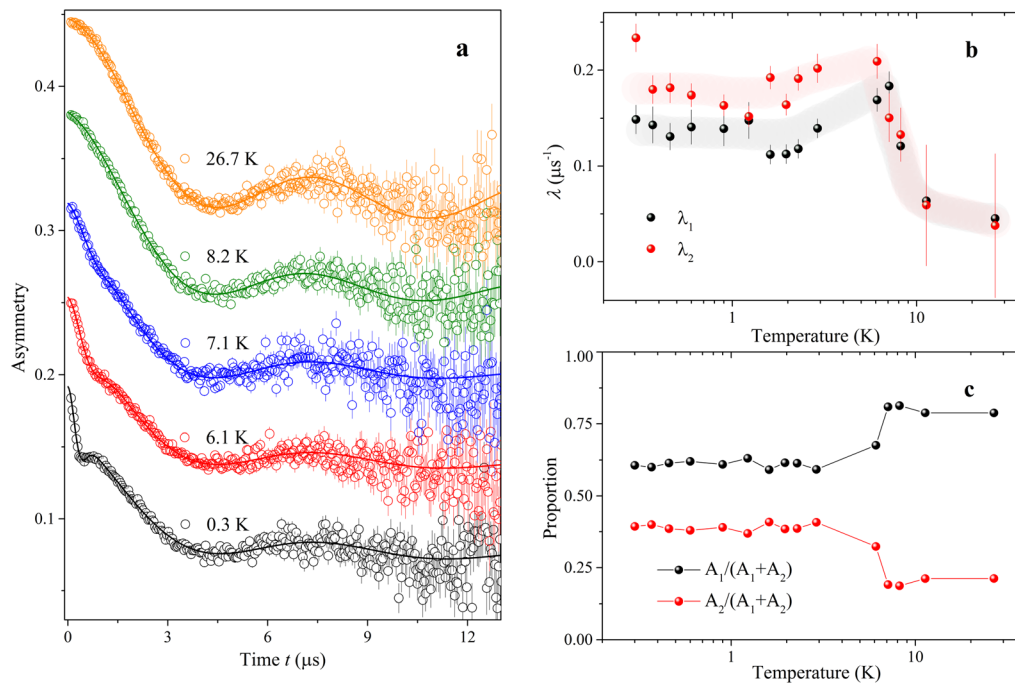 a
0.4
0.3
0.2
0.1
Asymmetry
26.7 K
8.2 K
7.1 K
6.1 K
0.3 K
0 3 6 9 12
Time t (μs)
b
0.2
0.1
0.0
λ (μs⁻¹)
λ₁
λ₂
1 10
Temperature (K)
c
1.00
0.75
0.50
0.25
0.00
Proportion
A₁/(A₁+A₂)
A₂/(A₁+A₂)
1 10
Temperature (K)